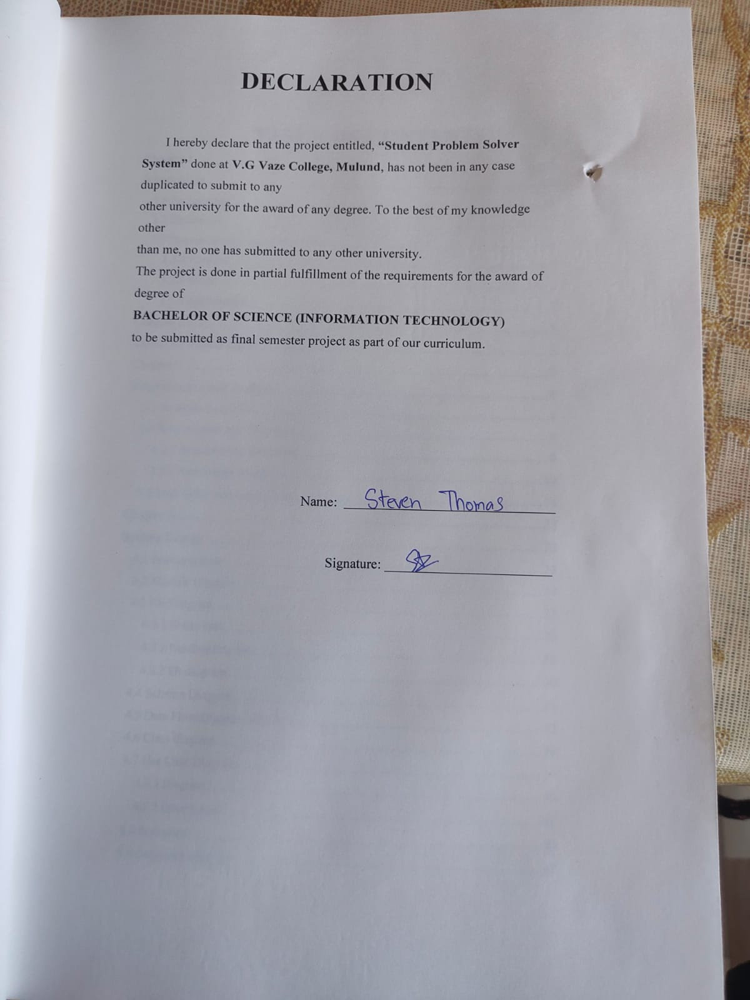 DECLARATION
I hereby declare that the project entitled, “Student Problem Solver
System” done at V.G Vaze College, Mulund, has not been in any case
duplicated to submit to any
other university for the award of any degree. To the best of my knowledge
other
than me, no one has submitted to any other university.
The project is done in partial fulfillment of the requirements for the award of
degree of
BACHELOR OF SCIENCE (INFORMATION TECHNOLOGY)
to be submitted as final semester project as part of our curriculum.
Name: Steven Thomas
Signature: